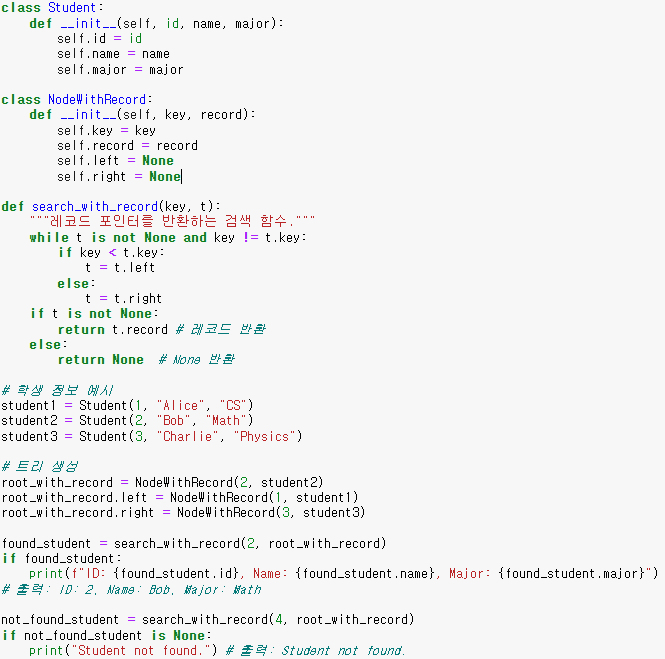 class Student:
    def __init__(self, id, name, major):
        self.id = id
        self.name = name
        self.major = major

class NodeWithRecord:
    def __init__(self, key, record):
        self.key = key
        self.record = record
        self.left = None
        self.right = None

def search_with_record(key, t):
    """레코드 포인터를 반환하는 검색 함수."""
    while t is not None and key != t.key:
        if key < t.key:
            t = t.left
        else:
            t = t.right
    if t is not None:
        return t.record # 레코드 반환
    else:
        return None  # None 반환

# 학생 정보 예시
student1 = Student(1, "Alice", "CS")
student2 = Student(2, "Bob", "Math")
student3 = Student(3, "Charlie", "Physics")

# 트리 생성
root_with_record = NodeWithRecord(2, student2)
root_with_record.left = NodeWithRecord(1, student1)
root_with_record.right = NodeWithRecord(3, student3)

found_student = search_with_record(2, root_with_record)
if found_student:
    print(f"ID: {found_student.id}, Name: {found_student.name}, Major: {found_student.major}")
# 출력: ID: 2, Name: Bob, Major: Math

not_found_student = search_with_record(4, root_with_record)
if not_found_student is None:
    print("Student not found.") # 출력: Student not found.